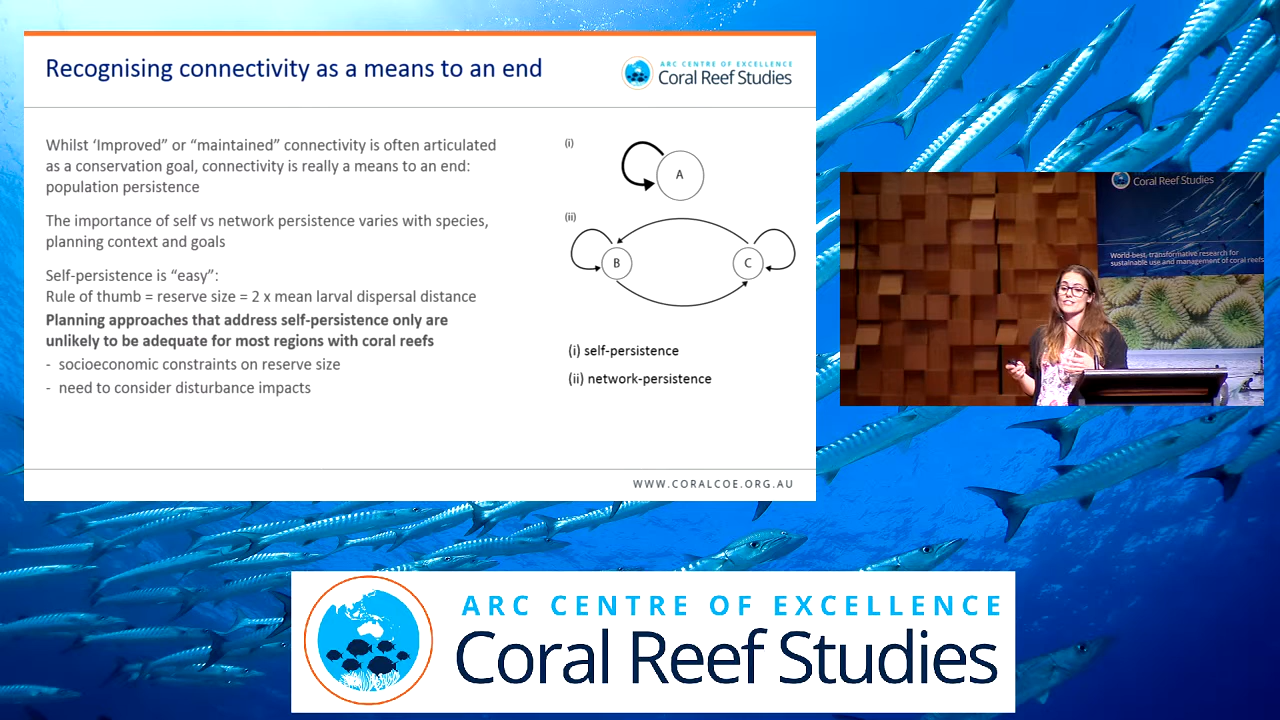 Recognising connectivity as a means to an end
ARC CENTRE OF EXCELLENCE
Coral Reef Studies
Whilst ‘Improved” or “maintained” connectivity is often articulated
as a conservation goal, connectivity is really a means to an end:
population persistence
The importance of self vs network persistence varies with species,
planning context and goals
Self-persistence is “easy”:
Rule of thumb = reserve size = 2 x mean larval dispersal distance
Planning approaches that address self-persistence only are
unlikely to be adequate for most regions with coral reefs
- socioeconomic constraints on reserve size
- need to consider disturbance impacts
(i)
A
(ii)
B
C
(i) self-persistence
(ii) network-persistence
WWW.CORALCOE.ORG.AU
Coral Reef Studies
World-best, transformative research for
sustainable use and management of coral reefs
ARC CENTRE OF EXCELLENCE
Coral Reef Studies